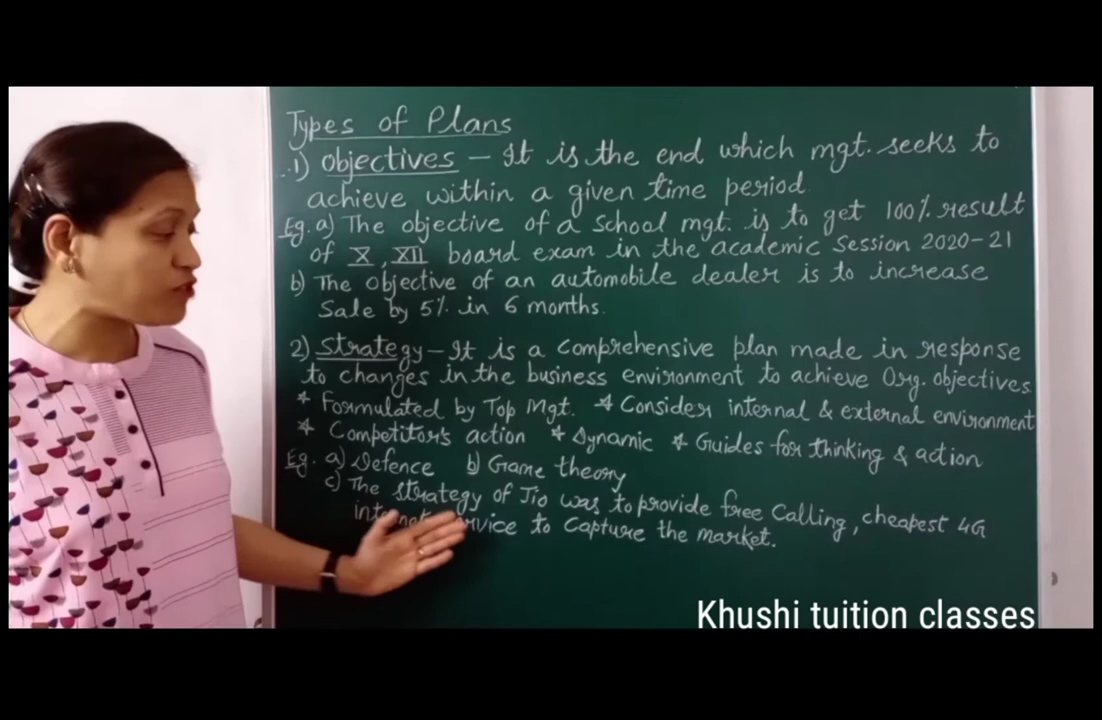 Types of Plans
1) Objectives - It is the end which mgt. seeks to
achieve within a given time period
Eg. a) The objective of a School mgt. is to get 100% result
of X, XII board exam in the academic Session 2020-21
b) The objective of an automobile dealer is to increase
Sale by 5% in 6 months.
2) Strategy - It is a Comprehensive plan made in response
to changes in the business environment to achieve Org. objectives
* Formulated by Top Mgt. * Consider internal & external environment
* Competitor's action * Dynamic * Guides for thinking & action
Eg. a) Defence b) Game theory
c) The Strategy of Jio was to provide free Calling, cheapest 4G
to Capture the market.
Khushi tuition classes